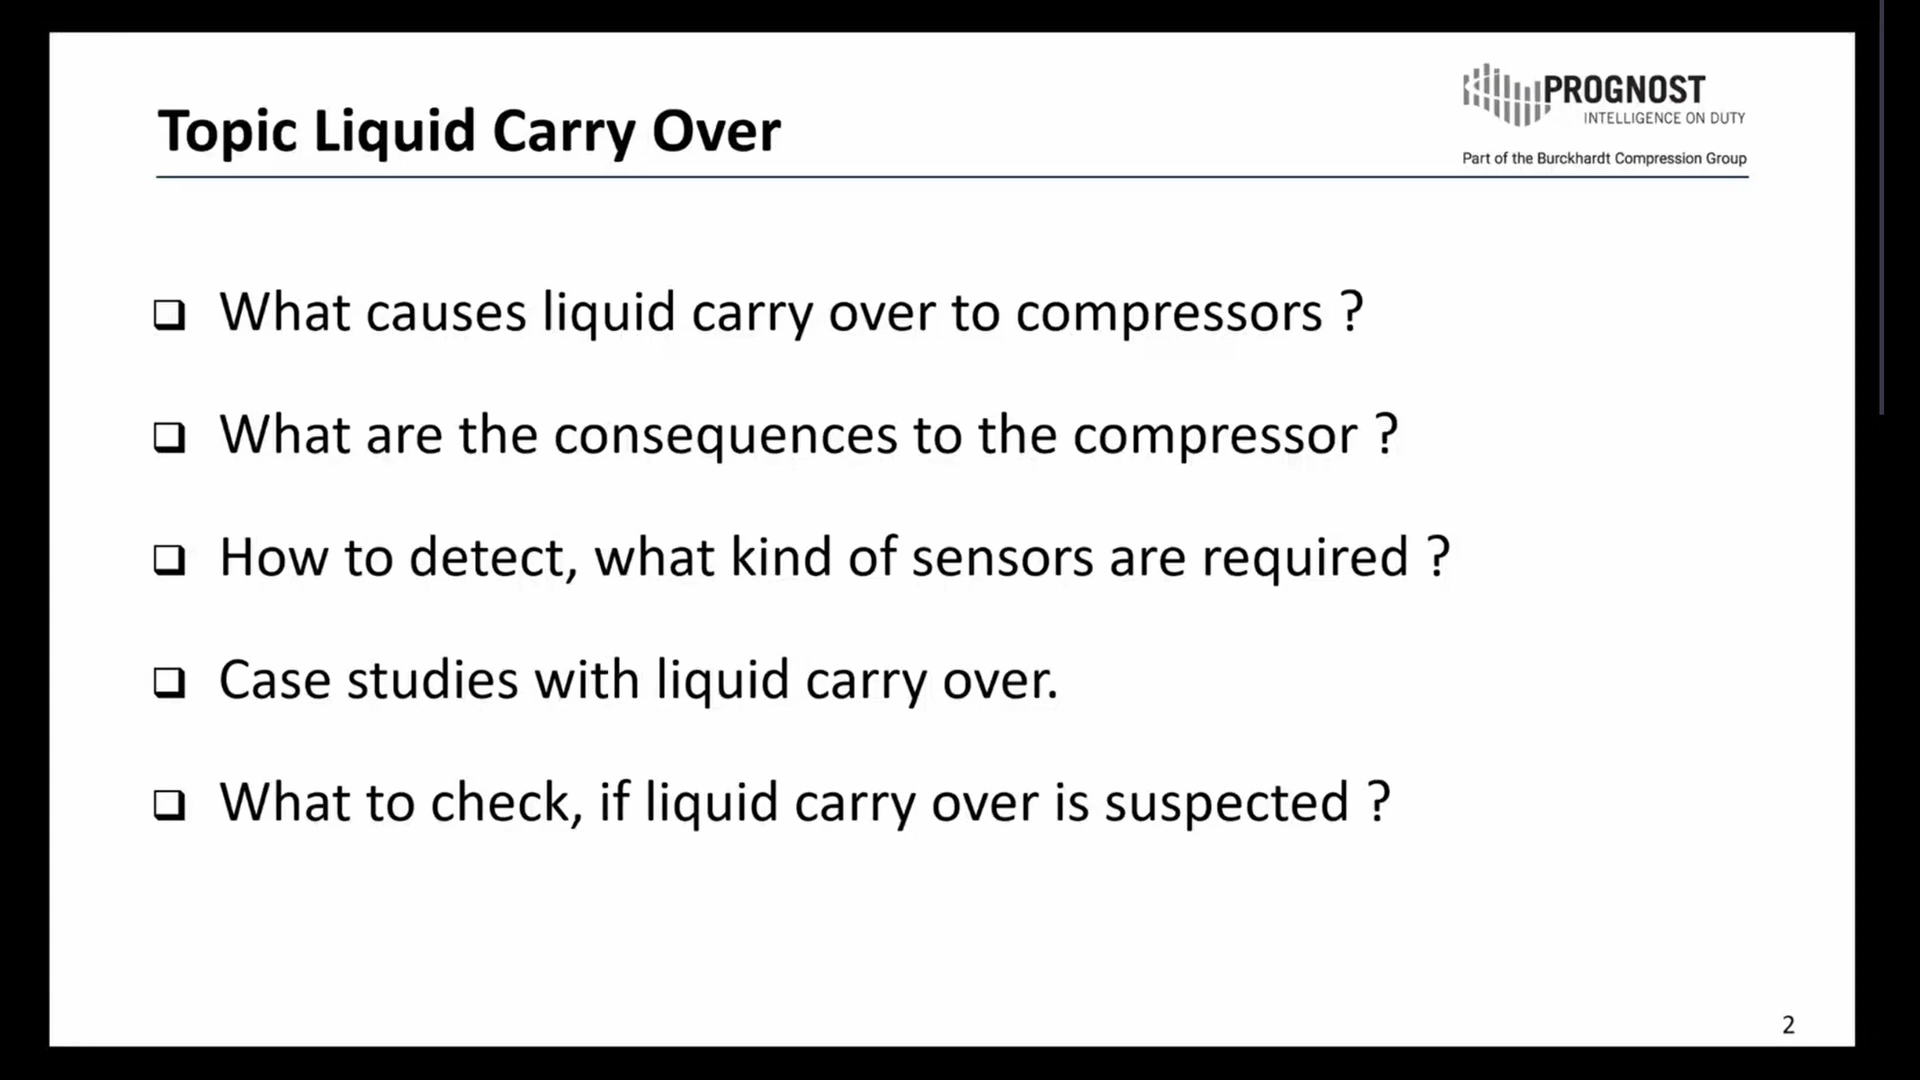 Topic Liquid Carry Over
PROGNOST
INTELLIGENCE ON DUTY
Part of the Burckhardt Compression Group
What causes liquid carry over to compressors ?
What are the consequences to the compressor ?
How to detect, what kind of sensors are required ?
Case studies with liquid carry over.
What to check, if liquid carry over is suspected ?
2